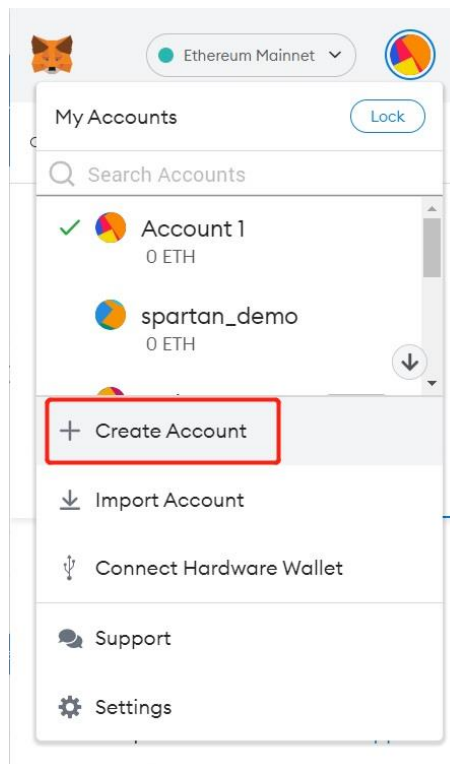 Ethereum Mainnet
My Accounts
Lock
Search Accounts
Account 1
0 ETH
spartan_demo
0 ETH
Create Account
Import Account
Connect Hardware Wallet
Support
Settings